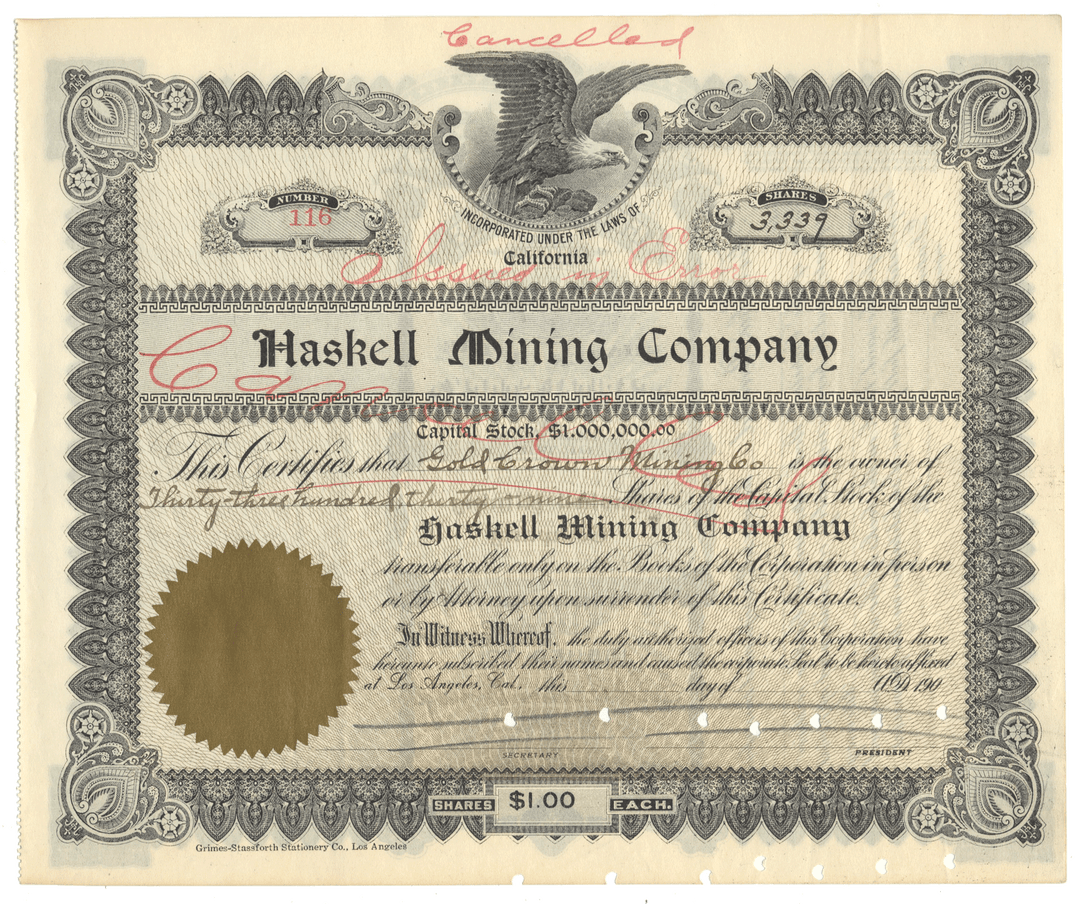 Cancelled
NUMBER
116
SHARES
3,339
INCORPORATED UNDER THE LAWS OF
California
Issued in Error
Haskell Mining Company
Cancelled
Capital Stock, $1,000,000.00
This Certifies that Gold Crown Mining Co is the owner of
Thirty-three hundred thirty-nine Shares of the Capital Stock of the
Haskell Mining Company
transferable only on the Books of the Corporation in person
or by Attorney upon surrender of this Certificate.
In Witness Whereof, the duly authorized officers of this Corporation have
hereunto subscribed their names and caused the corporate Seal to be hereto affixed
at Los Angeles, Cal. this day of A.D. 190
SECRETARY PRESIDENT
SHARES $1.00 EACH.
Grimes-Stassforth Stationery Co., Los Angeles